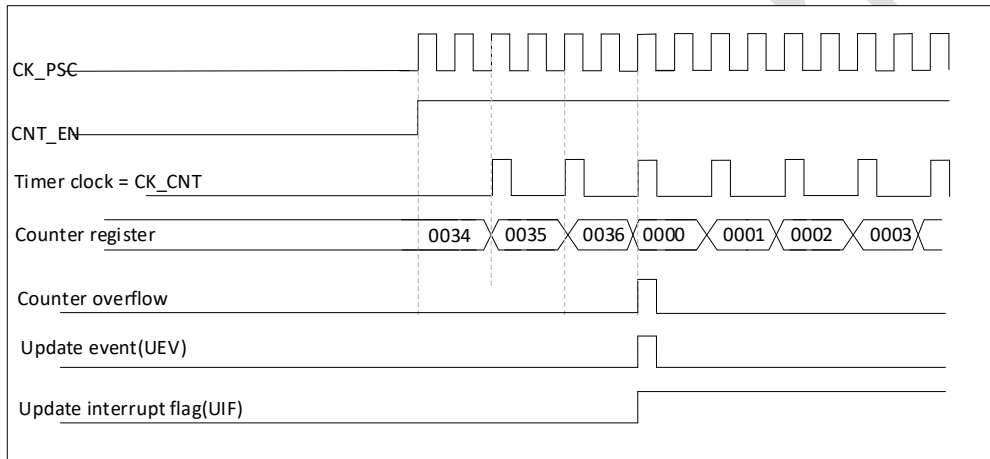 CK_PSC
CNT_EN
Timer clock = CK_CNT
Counter register
0034 0035 0036 0000 0001 0002 0003
Counter overflow
Update event(UEV)
Update interrupt flag(UIF)